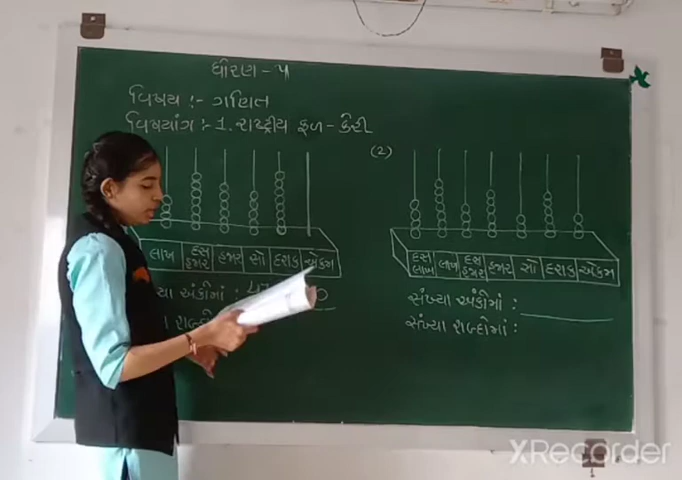 ધોરણ - ૫
વિષય :- ગણિત
વિષયાંગ :- 1. રાષ્ટ્રીય ફળ - કેરી
લાખ દસ હજાર હજાર સો દશક એકમ
અંકોમાં :
(2)
દસ લાખ લાખ દસ હજાર હજાર સો દશક એકમ
સંખ્યા અંકોમાં :
સંખ્યા શબ્દોમાં :
XRecorder